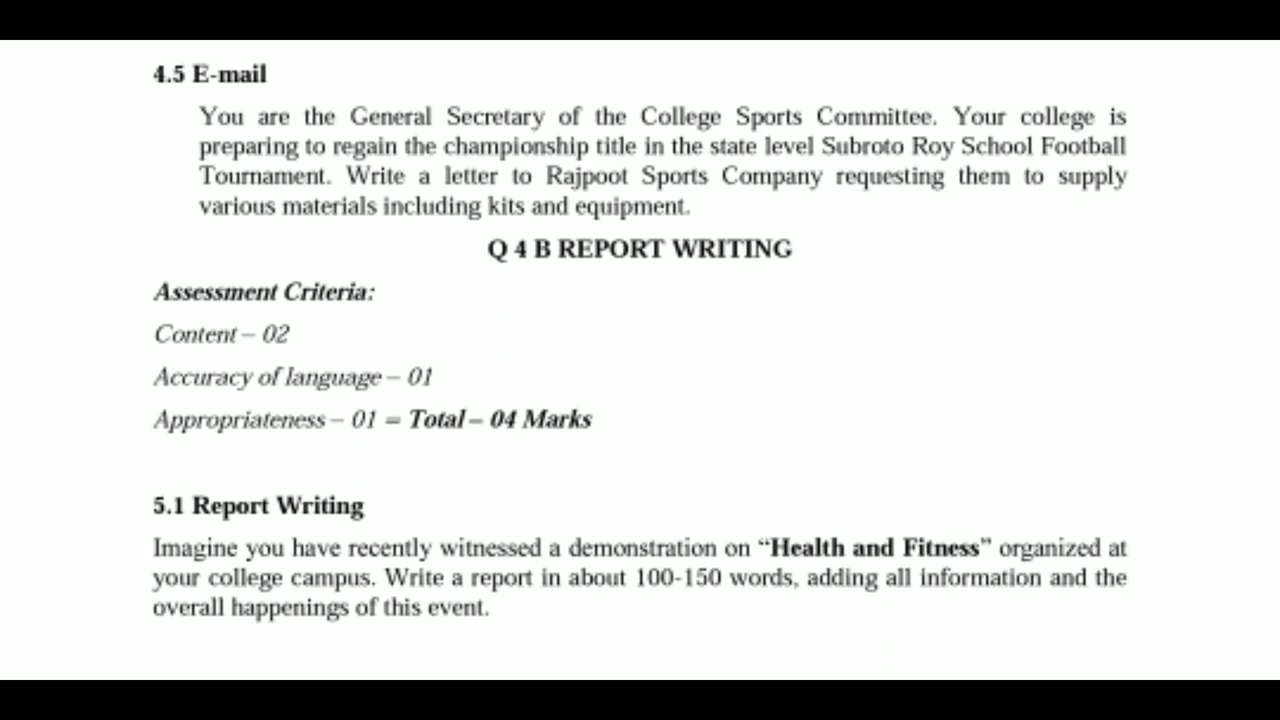 4.5 E-mail
You are the General Secretary of the College Sports Committee. Your college is
preparing to regain the championship title in the state level Subroto Roy School Football
Tournament. Write a letter to Rajpoot Sports Company requesting them to supply
various materials including kits and equipment.
Q 4 B REPORT WRITING
Assessment Criteria:
Content – 02
Accuracy of language – 01
Appropriateness – 01 = Total – 04 Marks
5.1 Report Writing
Imagine you have recently witnessed a demonstration on “Health and Fitness” organized at
your college campus. Write a report in about 100-150 words, adding all information and the
overall happenings of this event.